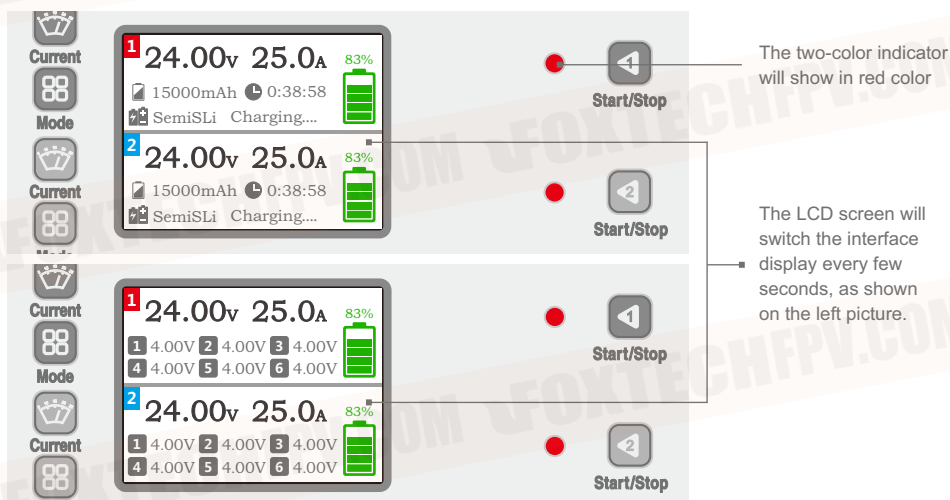 Current
Mode
Current
Mode
1
24.00v 25.0A 83%
15000mAh 0:38:58
SemiSLi Charging....
2
24.00v 25.0A 83%
15000mAh 0:38:58
SemiSLi Charging....
1
Start/Stop
2
Start/Stop
The two-color indicator
will show in red color
The LCD screen will
switch the interface
display every few
seconds, as shown
on the left picture.
Current
Mode
Current
1
24.00v 25.0A 83%
1 4.00V 2 4.00V 3 4.00V
4 4.00V 5 4.00V 6 4.00V
2
24.00v 25.0A 83%
1 4.00V 2 4.00V 3 4.00V
4 4.00V 5 4.00V 6 4.00V
1
Start/Stop
2
Start/Stop
FOXTECHFPV.COM
FOXTECHFPV.COM